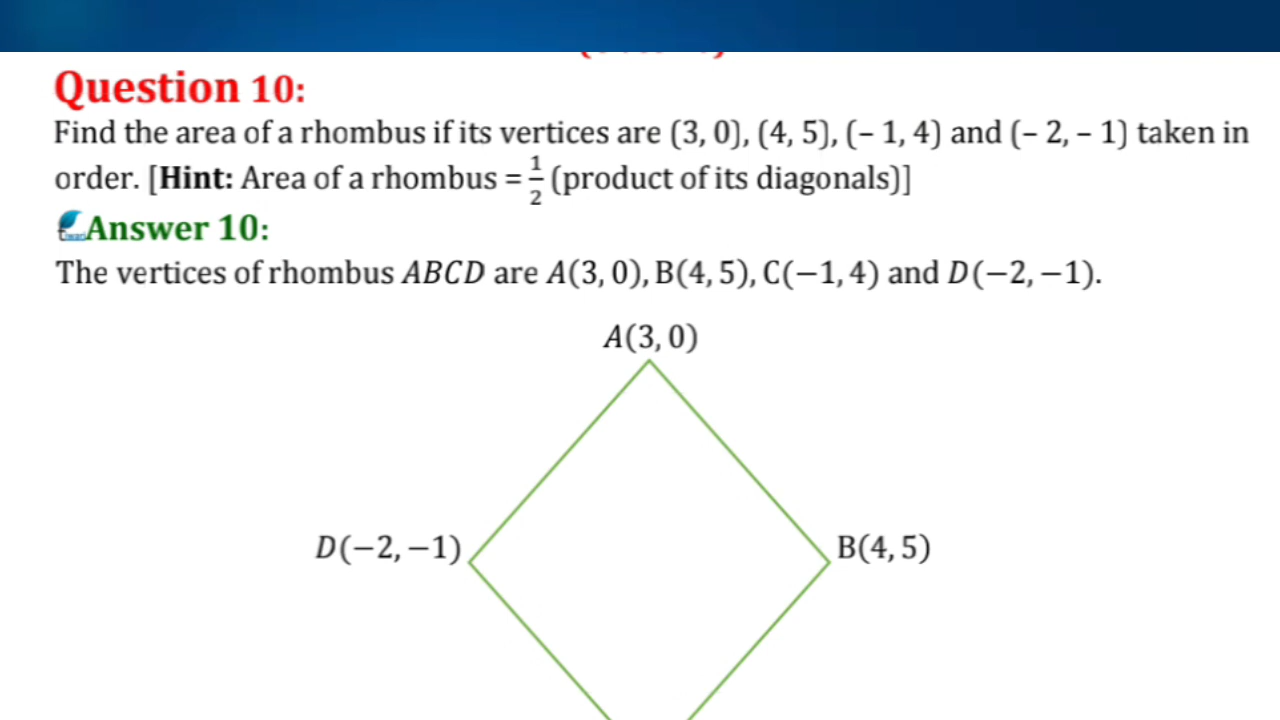 Question 10:
Find the area of a rhombus if its vertices are (3, 0), (4, 5), (– 1, 4) and (– 2, – 1) taken in
order. [Hint: Area of a rhombus = 1/2 (product of its diagonals)]
Answer 10:
The vertices of rhombus ABCD are A(3, 0), B(4, 5), C(−1, 4) and D(−2, −1).
A(3, 0)
D(−2, −1)
B(4, 5)